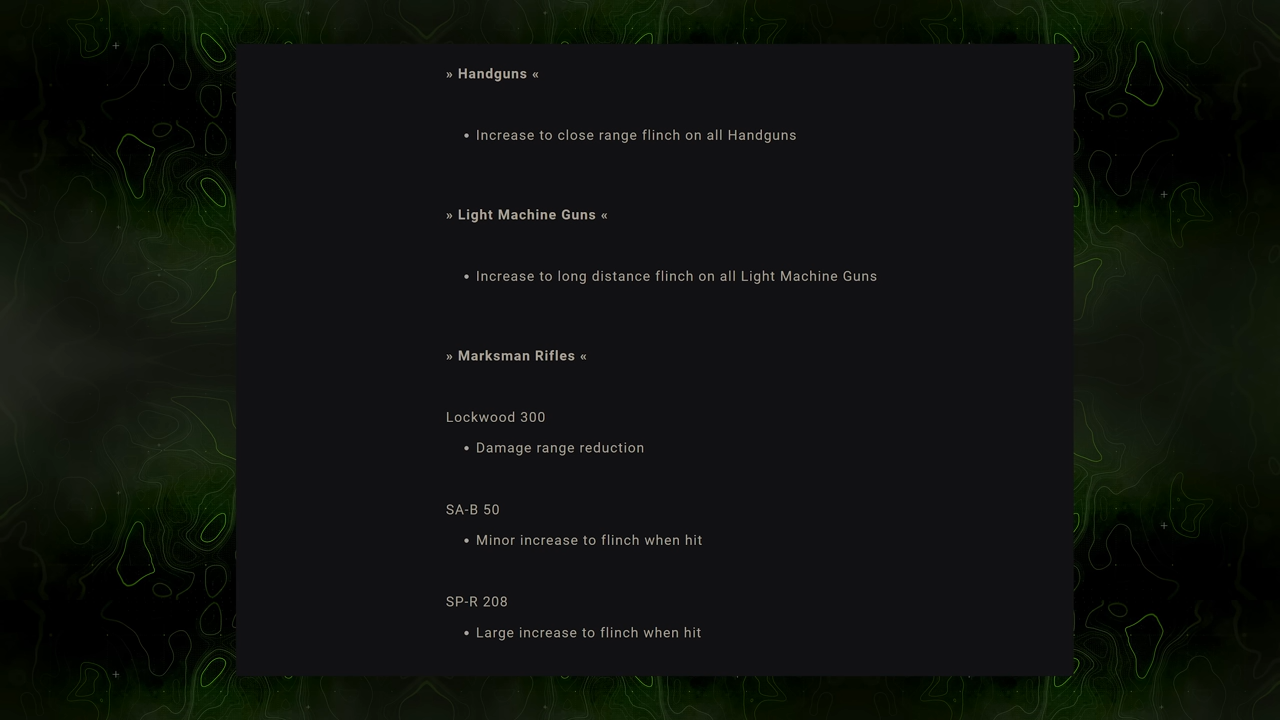 » Handguns «
• Increase to close range flinch on all Handguns
» Light Machine Guns «
• Increase to long distance flinch on all Light Machine Guns
» Marksman Rifles «
Lockwood 300
• Damage range reduction
SA-B 50
• Minor increase to flinch when hit
SP-R 208
• Large increase to flinch when hit